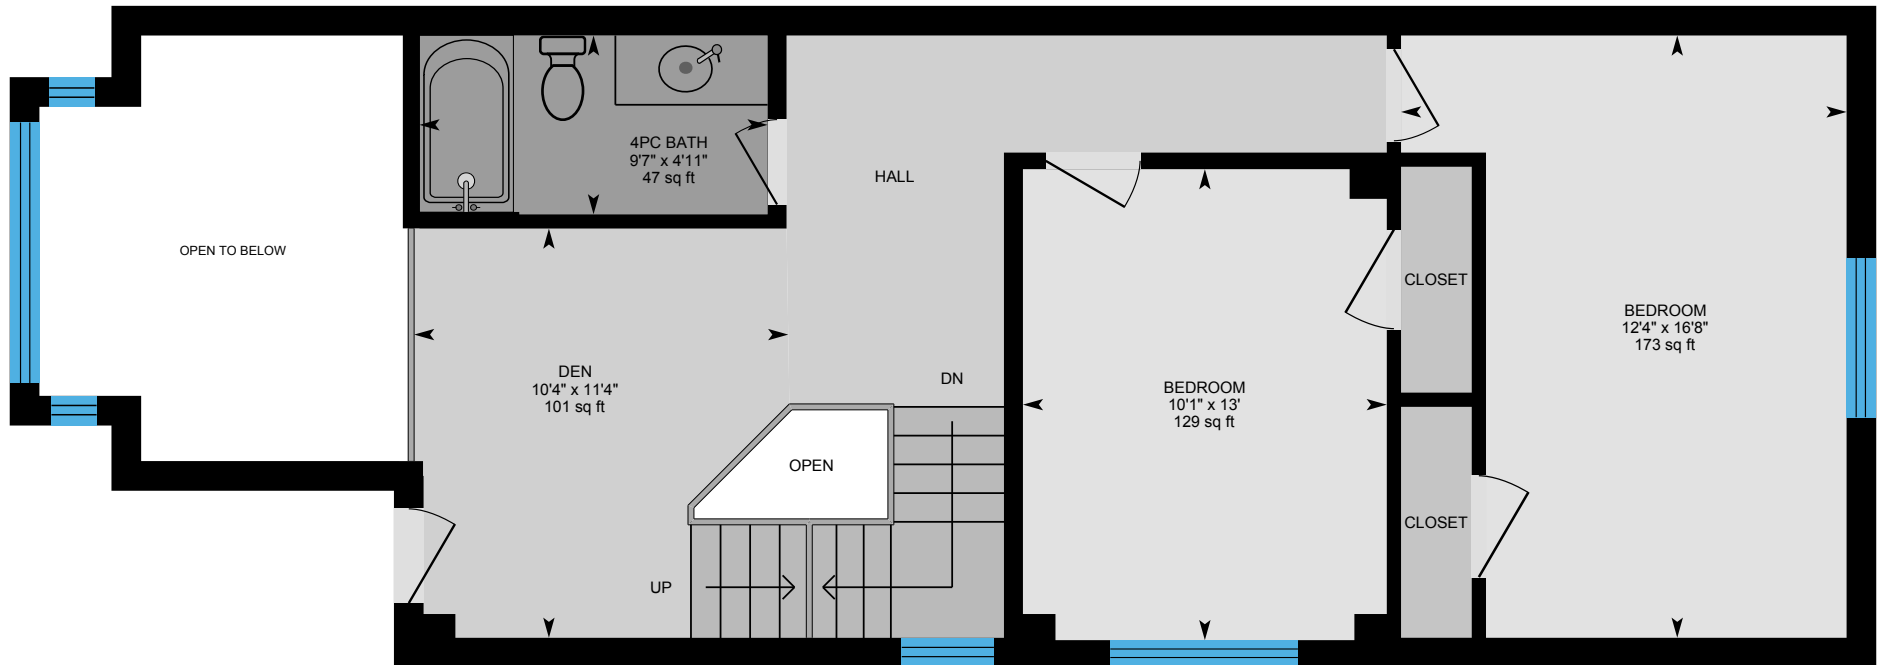 4PC BATH
9'7" x 4'11"
47 sq ft
HALL
OPEN TO BELOW
CLOSET
BEDROOM
12'4" x 16'8"
173 sq ft
DEN
10'4" x 11'4"
101 sq ft
DN
BEDROOM
10'1" x 13'
129 sq ft
OPEN
CLOSET
UP